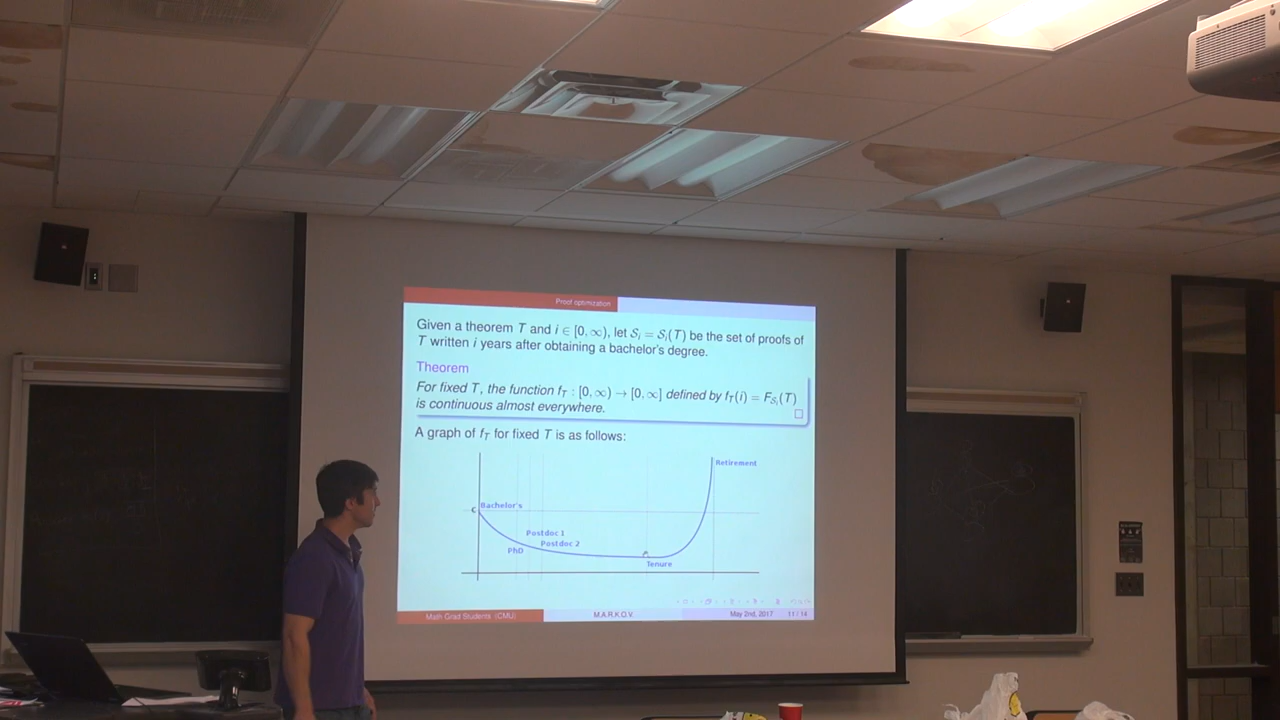 Proof optimization
Given a theorem T and i ∈ [0, ∞), let Sᵢ = Sᵢ(T) be the set of proofs of
T written i years after obtaining a bachelor's degree.
Theorem
For fixed T, the function f_T : [0, ∞) → [0, ∞] defined by f_T(i) = F_{Sᵢ}(T)
is continuous almost everywhere.
A graph of f_T for fixed T is as follows:
Retirement
C
Bachelor's
Postdoc 1
Postdoc 2
PhD
Tenure
Math Grad Students (CMU)
M.A.R.K.O.V.
May 2nd, 2017
11 / 14